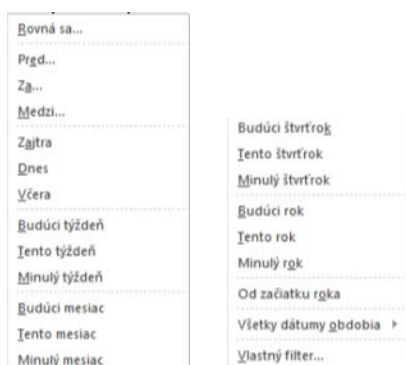 Rovná sa...
Pred...
Za...
Medzi...
Zajtra
Dnes
Včera
Budúci týždeň
Tento týždeň
Minulý týždeň
Budúci mesiac
Tento mesiac
Minulý mesiac
Budúci štvrťrok
Tento štvrťrok
Minulý štvrťrok
Budúci rok
Tento rok
Minulý rok
Od začiatku roka
Všetky dátumy obdobia
Vlastný filter...